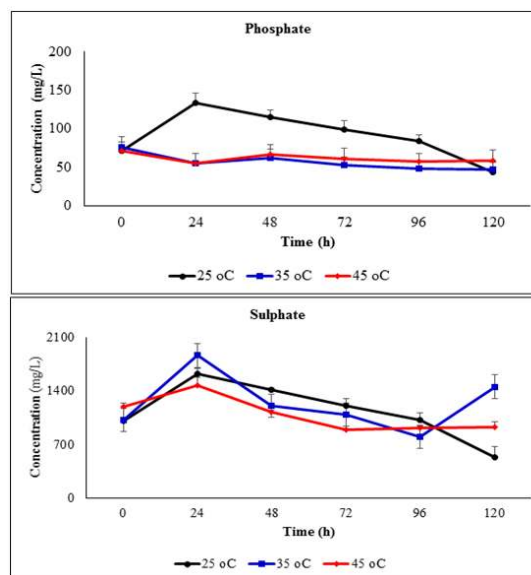 Phosphate
Concentration (mg/L)
200
150
100
50
0
0 24 48 72 96 120
Time (h)
25 oC 35 oC 45 oC
Sulphate
Concentration (mg/L)
2100
1400
700
0
0 24 48 72 96 120
Time (h)
25 oC 35 oC 45 oC